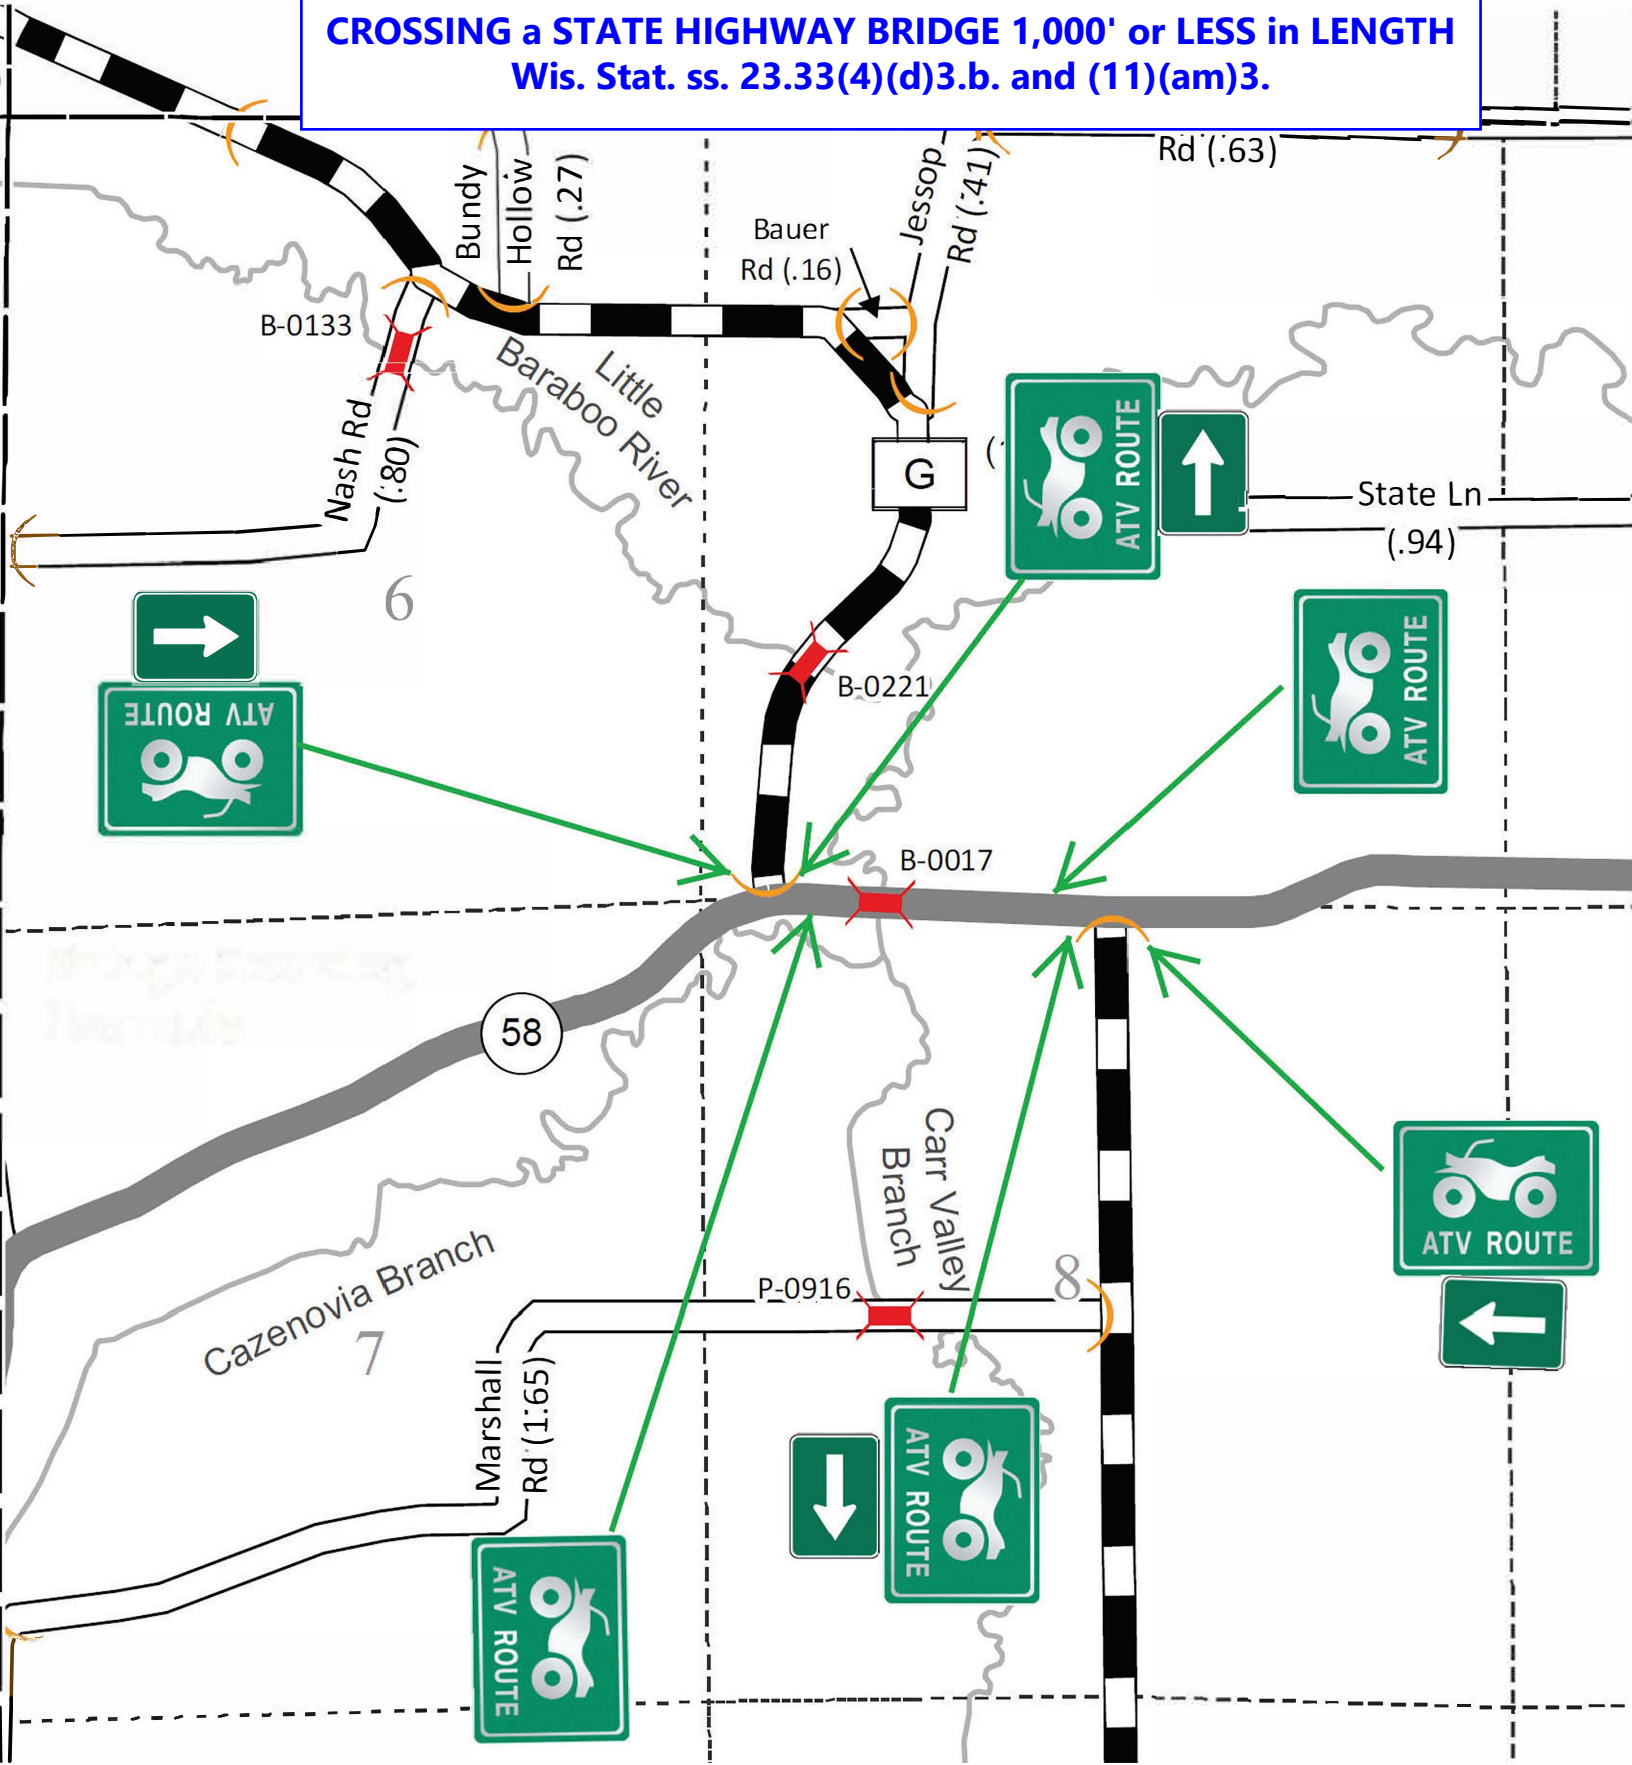 CROSSING a STATE HIGHWAY BRIDGE 1,000' or LESS in LENGTH
Wis. Stat. ss. 23.33(4)(d)3.b. and (11)(am)3.
Rd (.63)
Bundy
Hollow
Rd (.27)
Jessop
Rd (.41)
Bauer
Rd (.16)
B-0133
Little
Baraboo River
Nash Rd
(.80)
G
(
ATV ROUTE
State Ln
(.94)
6
ATV ROUTE
B-0221
ATV ROUTE
B-0017
58
Carr Valley
Branch
ATV ROUTE
Cazenovia Branch
7
P-0916
8
Marshall
Rd (1.65)
ATV ROUTE
ATV ROUTE